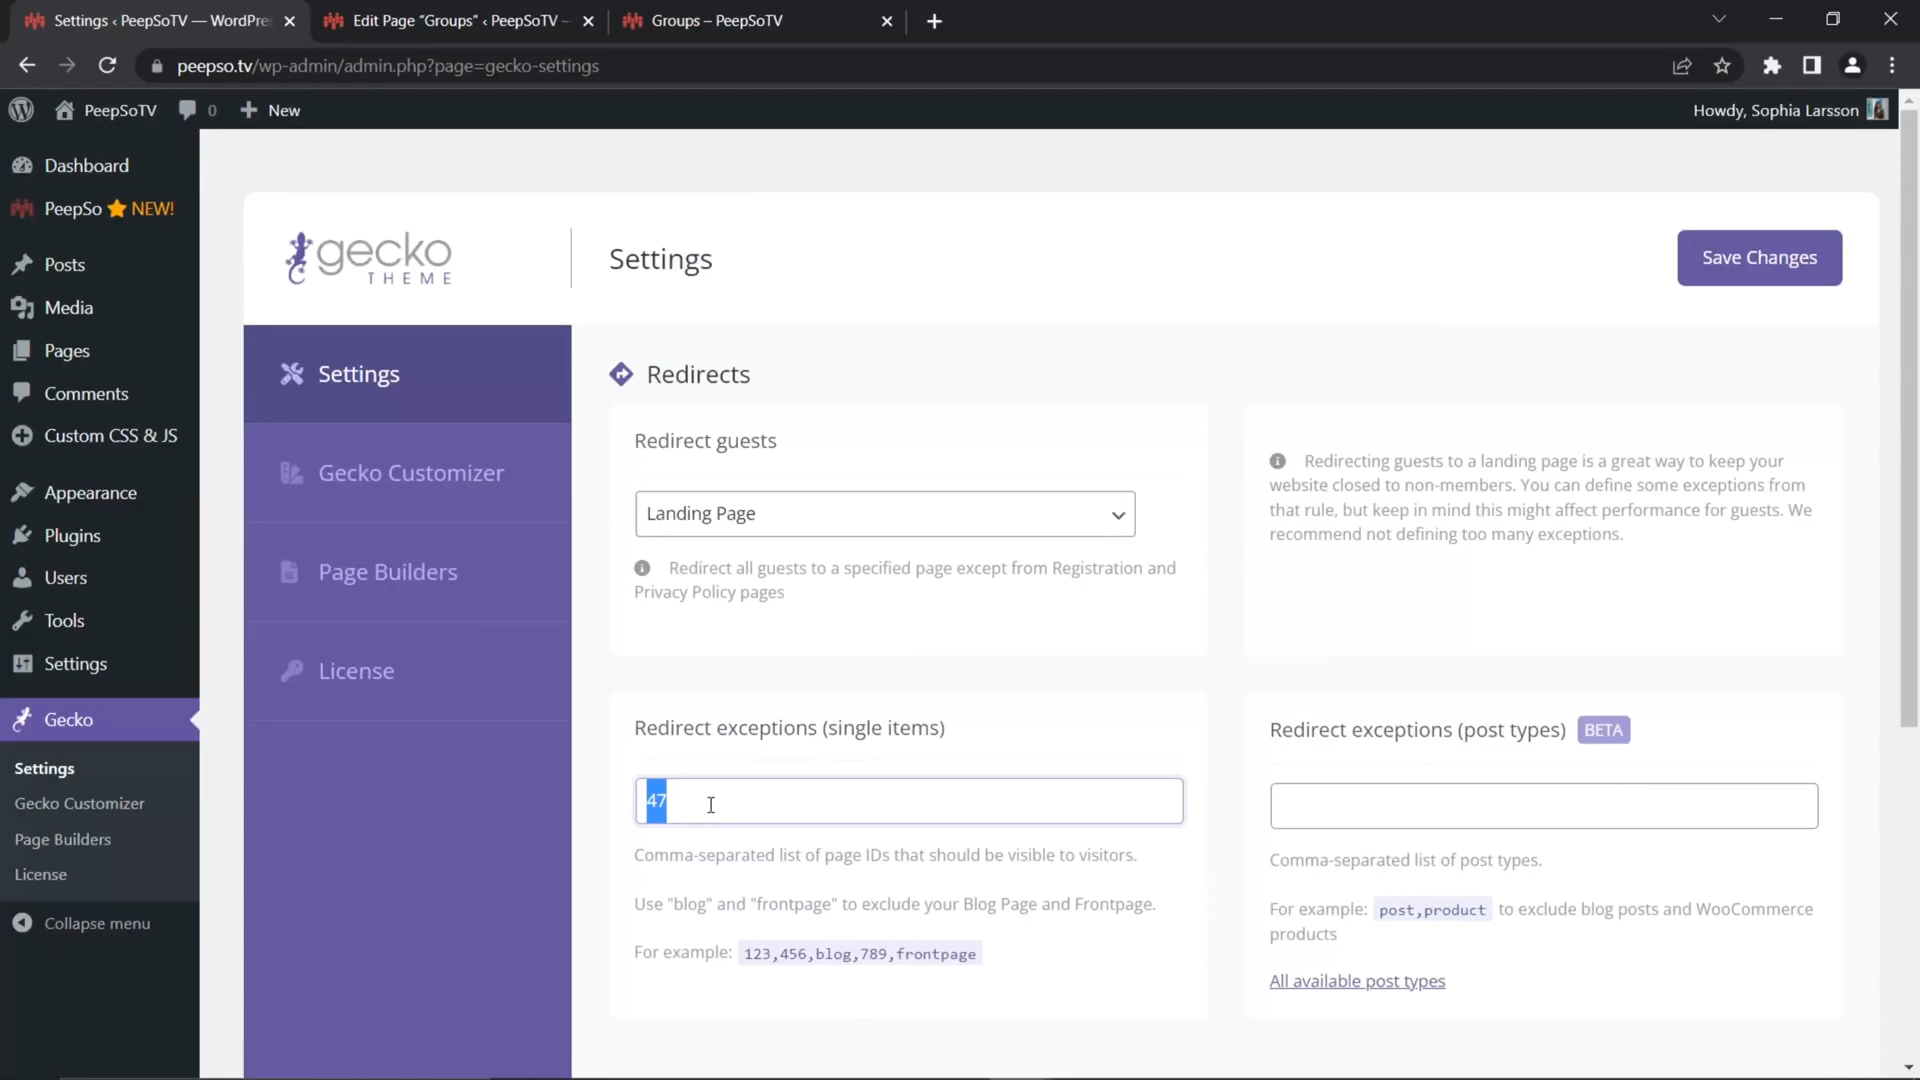 Settings ‹ PeepSoTV — WordPre
Edit Page “Groups” ‹ PeepSoTV –
Groups – PeepSoTV
peepso.tv/wp-admin/admin.php?page=gecko-settings
PeepSoTV
0
New
Howdy, Sophia Larsson
Dashboard
PeepSo NEW!
Posts
Media
Pages
Comments
Custom CSS & JS
Appearance
Plugins
Users
Tools
Settings
Gecko
Settings
Gecko Customizer
Page Builders
License
Collapse menu
gecko
THEME
Settings
Save Changes
Settings
Gecko Customizer
Page Builders
License
Redirects
Redirect guests
Landing Page
Redirect all guests to a specified page except from Registration and
Privacy Policy pages
Redirecting guests to a landing page is a great way to keep your
website closed to non-members. You can define some exceptions from
that rule, but keep in mind this might affect performance for guests. We
recommend not defining too many exceptions.
Redirect exceptions (single items)
47
Comma-separated list of page IDs that should be visible to visitors.
Use "blog" and "frontpage" to exclude your Blog Page and Frontpage.
For example: 123,456,blog,789,frontpage
Redirect exceptions (post types) BETA
Comma-separated list of post types.
For example: post,product to exclude blog posts and WooCommerce
products
All available post types